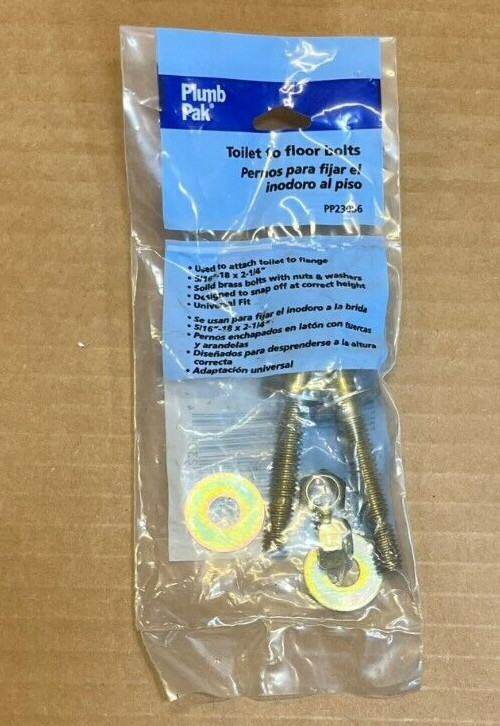 Plumb
Pak®
Toilet to floor bolts
Pernos para fijar el
inodoro al piso
• Used to attach toilet to flange
• 5/16"-18 x 2-1/4"
• Solid brass bolts with nuts & washers
• Designed to snap off at correct height
• Universal Fit
• Se usan para fijar el inodoro a la brida
• 5/16"-18 x 2-1/4"
• Pernos enchapados en latón con tuercas
y arandelas
• Diseñados para desprenderse a la altura
correcta
• Adaptación universal